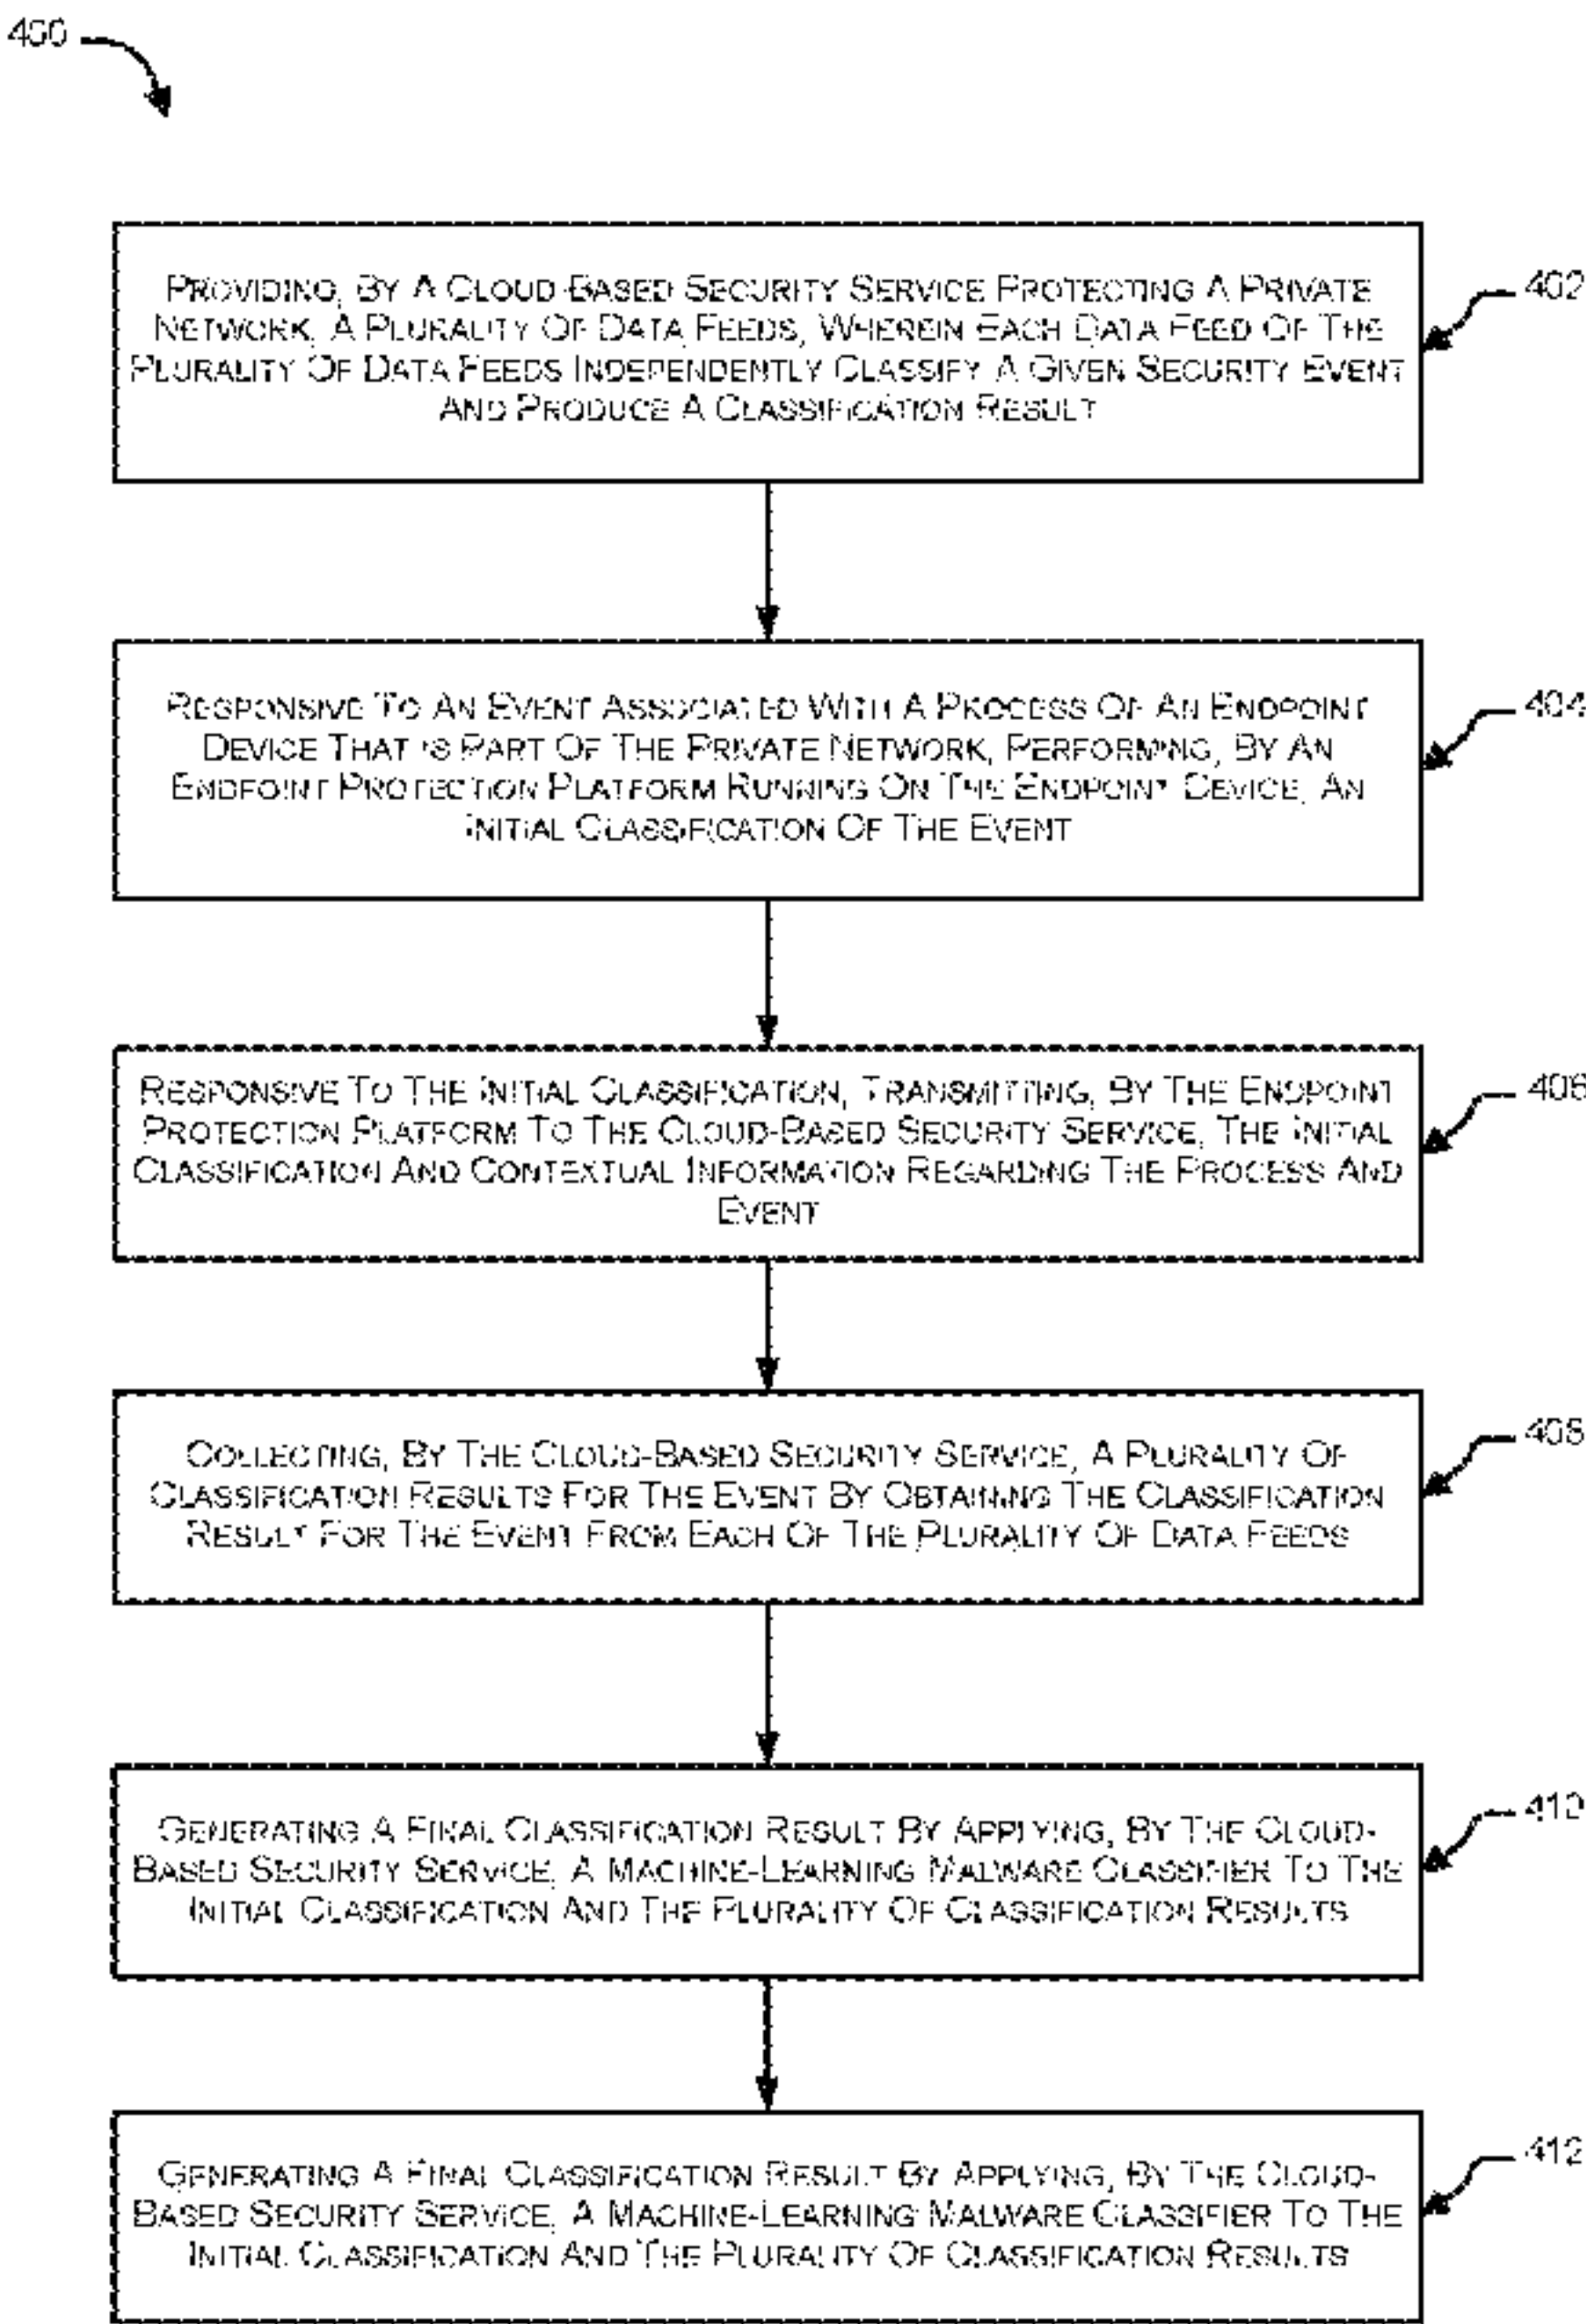 400
PROVIDING, BY A CLOUD-BASED SECURITY SERVICE PROTECTING A PRIVATE
NETWORK, A PLURALITY OF DATA FEEDS, WHEREIN EACH DATA FEED OF THE
PLURALITY OF DATA FEEDS INDEPENDENTLY CLASSIFY A GIVEN SECURITY EVENT
AND PRODUCE A CLASSIFICATION RESULT
402
RESPONSIVE TO AN EVENT ASSOCIATED WITH A PROCESS OF AN ENDPOINT
DEVICE THAT IS PART OF THE PRIVATE NETWORK, PERFORMING, BY AN
ENDPOINT PROTECTION PLATFORM RUNNING ON THE ENDPOINT DEVICE, AN
INITIAL CLASSIFICATION OF THE EVENT
404
RESPONSIVE TO THE INITIAL CLASSIFICATION, TRANSMITTING, BY THE ENDPOINT
PROTECTION PLATFORM TO THE CLOUD-BASED SECURITY SERVICE, THE INITIAL
CLASSIFICATION AND CONTEXTUAL INFORMATION REGARDING THE PROCESS AND
EVENT
406
COLLECTING, BY THE CLOUD-BASED SECURITY SERVICE, A PLURALITY OF
CLASSIFICATION RESULTS FOR THE EVENT BY OBTAINING THE CLASSIFICATION
RESULT FOR THE EVENT FROM EACH OF THE PLURALITY OF DATA FEEDS
408
GENERATING A FINAL CLASSIFICATION RESULT BY APPLYING, BY THE CLOUD-
BASED SECURITY SERVICE, A MACHINE-LEARNING MALWARE CLASSIFIER TO THE
INITIAL CLASSIFICATION AND THE PLURALITY OF CLASSIFICATION RESULTS
410
GENERATING A FINAL CLASSIFICATION RESULT BY APPLYING, BY THE CLOUD-
BASED SECURITY SERVICE, A MACHINE-LEARNING MALWARE CLASSIFIER TO THE
INITIAL CLASSIFICATION AND THE PLURALITY OF CLASSIFICATION RESULTS
412